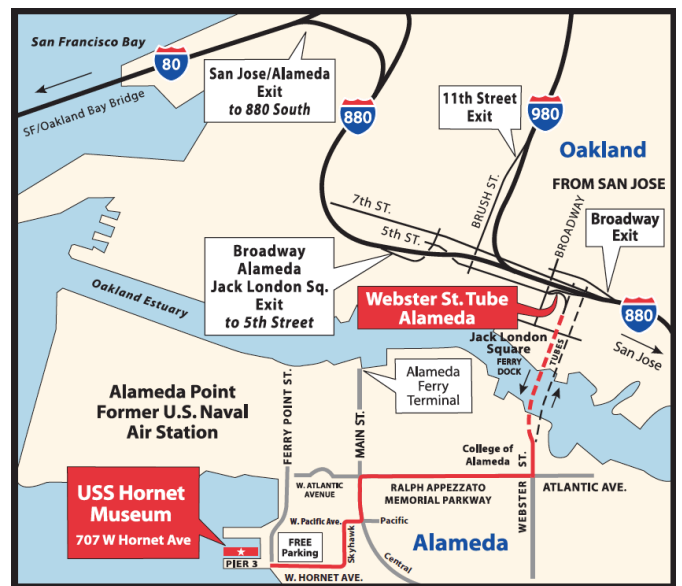 San Francisco Bay
80
SF/Oakland Bay Bridge
San Jose/Alameda
Exit
to 880 South
880
11th Street
Exit
980
Oakland
FROM SAN JOSE
7th ST.
BRUSH ST.
BROADWAY
5th ST.
Broadway
Exit
Broadway
Alameda
Jack London Sq.
Exit
to 5th Street
Oakland Estuary
Webster St. Tube
Alameda
880
San Jose
Jack London
Square
FERRY
DOCK
TUBES
Alameda
Ferry
Terminal
Alameda Point
Former U.S. Naval
Air Station
FERRY POINT ST.
MAIN ST.
College of
Alameda
WEBSTER ST.
W. ATLANTIC
AVENUE
RALPH APPEZZATO
MEMORIAL PARKWAY
ATLANTIC AVE.
USS Hornet
Museum
707 W Hornet Ave
W. Pacific Ave.
Pacific
Skyhawk
FREE
Parking
Alameda
Central
PIER 3
W. HORNET AVE.